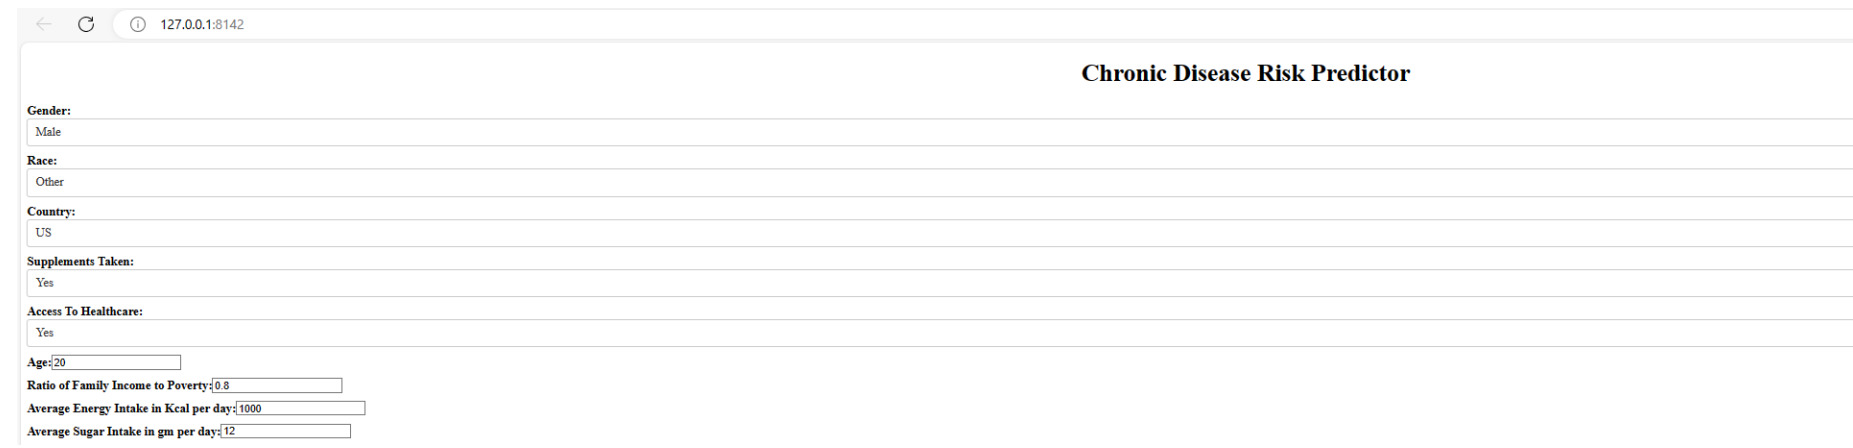 127.0.0.1:8142
Chronic Disease Risk Predictor
Gender:
Male
Race:
Other
Country:
US
Supplements Taken:
Yes
Access To Healthcare:
Yes
Age: 20
Ratio of Family Income to Poverty: 0.8
Average Energy Intake in Kcal per day: 1000
Average Sugar Intake in gm per day: 12